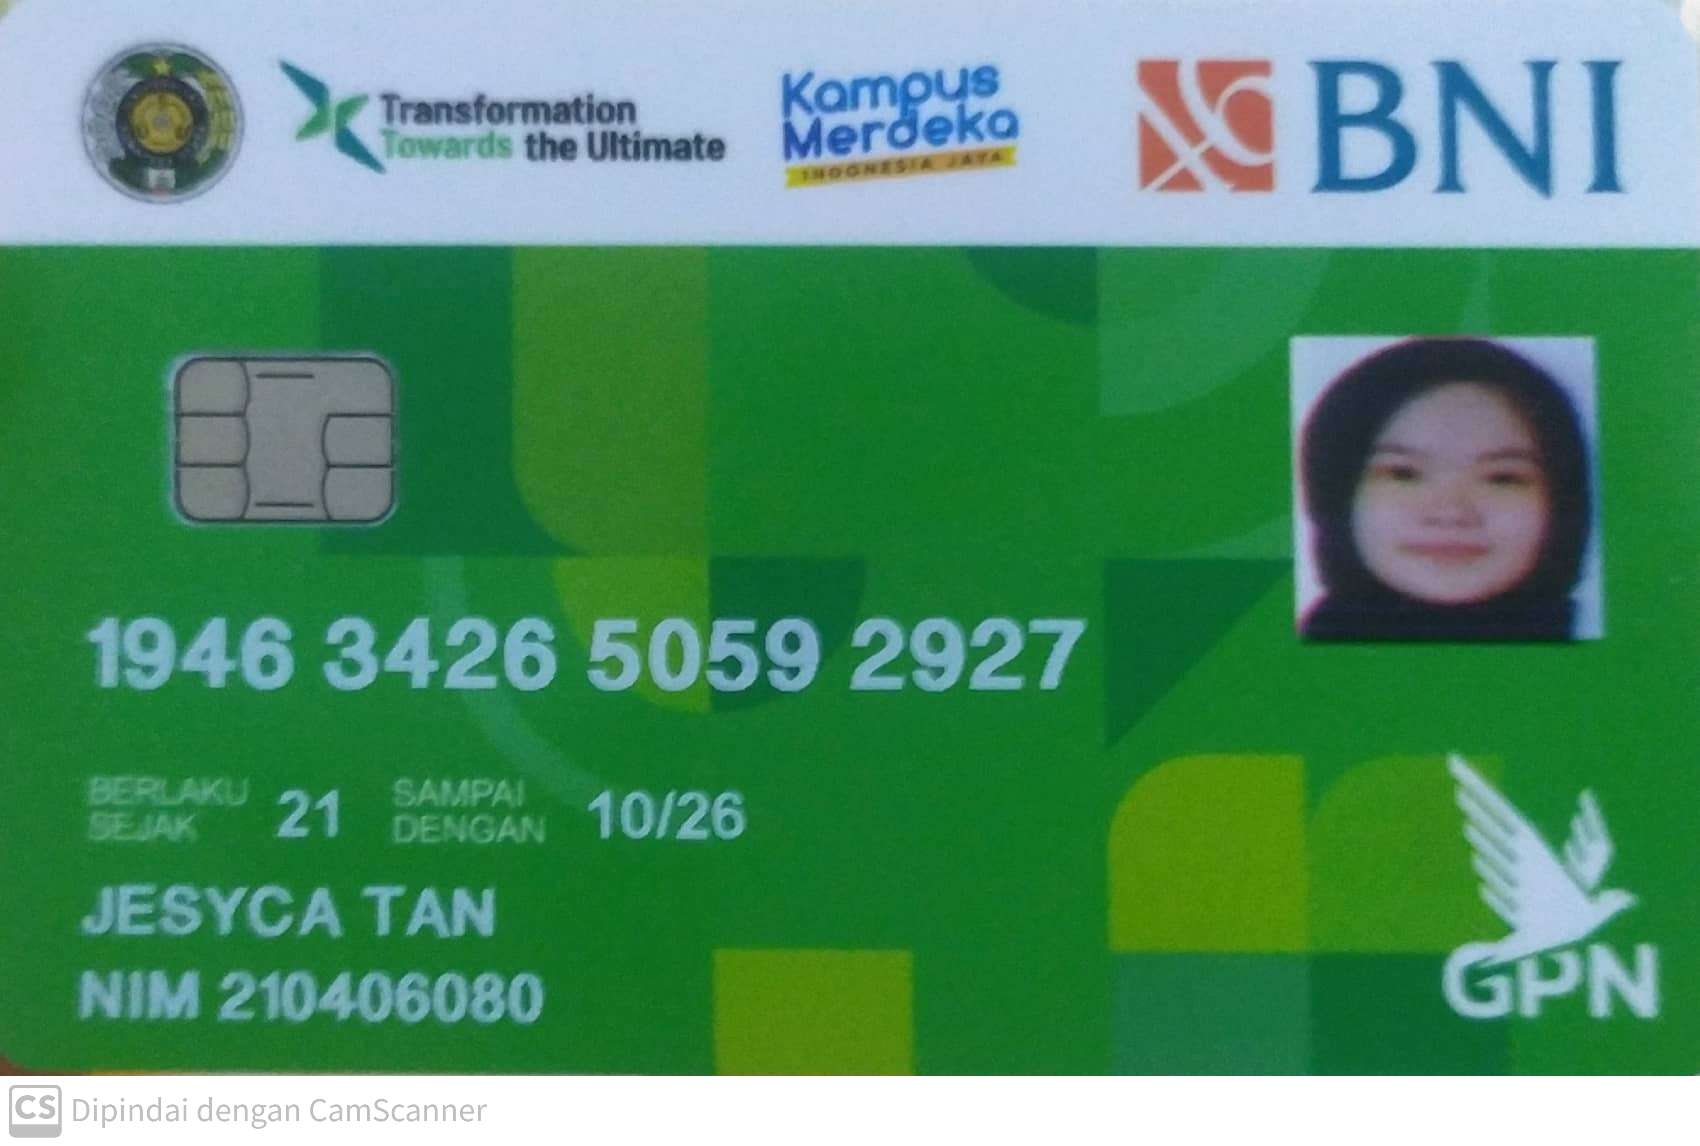 Transformation
Towards the Ultimate
Kampus
Merdeka
INDONESIA JAYA
BNI
1946 3426 5059 2927
BERLAKU SEJAK 21 SAMPAI DENGAN 10/26
JESYCA TAN
NIM 210406080
GPN
CS Dipindai dengan CamScanner